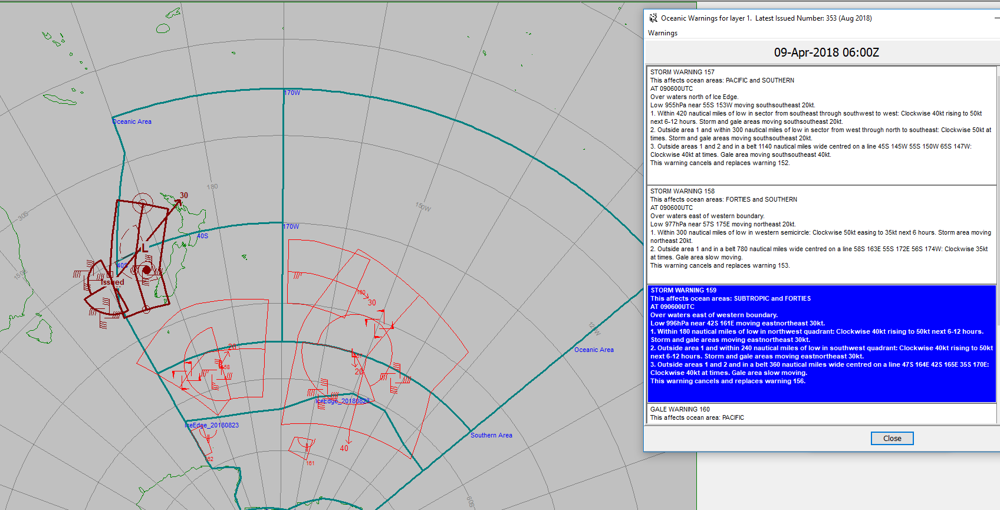 Oceanic Warnings for layer 1.  Latest Issued Number: 353 (Aug 2018)
Warnings
09-Apr-2018 06:00Z
STORM WARNING 157
This affects ocean areas: PACIFIC and SOUTHERN
AT 090600UTC
Over waters north of Ice Edge.
Low 955hPa near 55S 153W moving southsoutheast 20kt.
1. Within 420 nautical miles of low in sector from southeast through southwest to west: Clockwise 40kt rising to 50kt
next 6-12 hours. Storm and gale areas moving southsoutheast 20kt.
2. Outside area 1 and within 300 nautical miles of low in sector from west through north to southeast: Clockwise 50kt at
times. Storm and gale areas moving southsoutheast 20kt.
3. Outside areas 1 and 2 and in a belt 1140 nautical miles wide centred on a line 45S 145W 55S 150W 65S 147W:
Clockwise 40kt at times. Gale area moving southsoutheast 40kt.
This warning cancels and replaces warning 152.
STORM WARNING 158
This affects ocean areas: FORTIES and SOUTHERN
AT 090600UTC
Over waters east of western boundary.
Low 977hPa near 57S 175E moving northeast 20kt.
1. Within 300 nautical miles of low in western semicircle: Clockwise 50kt easing to 35kt next 6 hours. Storm area moving
northeast 20kt.
2. Outside area 1 and in a belt 780 nautical miles wide centred on a line 58S 163E 55S 172E 56S 174W: Clockwise 35kt
at times. Gale area slow moving.
This warning cancels and replaces warning 153.
STORM WARNING 159
This affects ocean areas: SUBTROPIC and FORTIES
AT 090600UTC
Over waters east of western boundary.
Low 996hPa near 42S 161E moving eastnortheast 30kt.
1. Within 180 nautical miles of low in northwest quadrant: Clockwise 40kt rising to 50kt next 6-12 hours.
Storm and gale areas moving eastnortheast 30kt.
2. Outside area 1 and within 240 nautical miles of low in southwest quadrant: Clockwise 40kt rising to 50kt
next 6-12 hours. Storm and gale areas moving eastnortheast 30kt.
3. Outside areas 1 and 2 and in a belt 360 nautical miles wide centred on a line 47S 164E 42S 165E 35S 170E:
Clockwise 40kt at times. Gale area slow moving.
This warning cancels and replaces warning 156.
GALE WARNING 160
This affects ocean area: PACIFIC
Close
170W
Oceanic Area
180
30
150W
30S
170W
40S
L
40S
Issued
160
30
20
158
L
20
Oceanic Area
IceEdge_20180823
IceEdge_20180823
Southern Area
40
162
161
60S